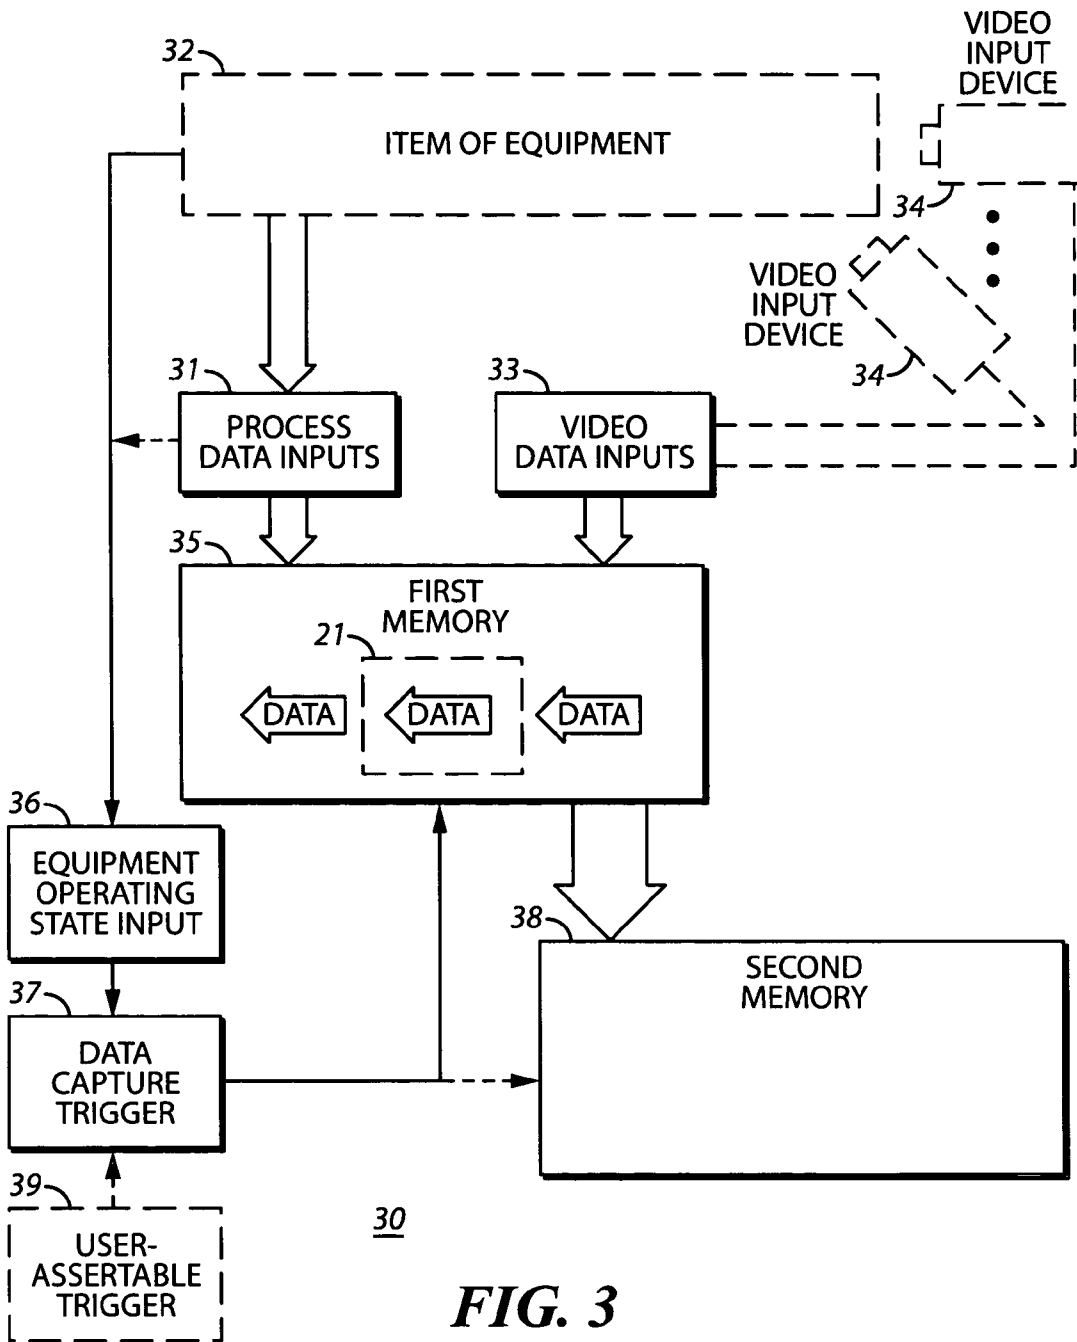 VIDEO
INPUT
DEVICE
32
ITEM OF EQUIPMENT
34
VIDEO
INPUT
DEVICE
34
31
PROCESS
DATA INPUTS
33
VIDEO
DATA INPUTS
35
FIRST
MEMORY
21
DATA
DATA
DATA
36
EQUIPMENT
OPERATING
STATE INPUT
38
SECOND
MEMORY
37
DATA
CAPTURE
TRIGGER
39
USER-
ASSERTABLE
TRIGGER
30
FIG. 3